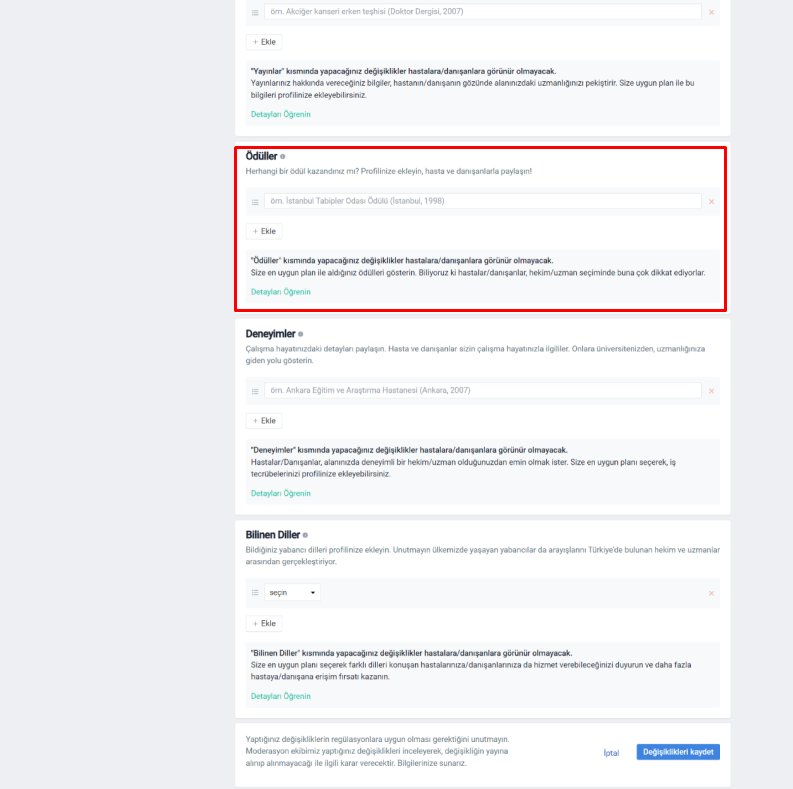 örn. Akciğer kanseri erken teşhisi (Doktor Dergisi, 2007)
+ Ekle
"Yayınlar" kısmında yapacağınız değişiklikler hastalara/danışanlara görünür olmayacak.
Yayınlarınız hakkında vereceğiniz bilgiler, hastanın/danışanın gözünde alanınızdaki uzmanlığınızı pekiştirir. Size uygun plan ile bu
bilgileri profilinize ekleyebilirsiniz.
Detayları Öğrenin
Ödüller
Herhangi bir ödül kazandınız mı? Profilinize ekleyin, hasta ve danışanlarla paylaşın!
örn. İstanbul Tabipler Odası Ödülü (İstanbul, 1998)
+ Ekle
"Ödüller" kısmında yapacağınız değişiklikler hastalara/danışanlara görünür olmayacak.
Size en uygun plan ile aldığınız ödülleri gösterin. Biliyoruz ki hastalar/danışanlar, hekim/uzman seçiminde buna çok dikkat ediyorlar.
Detayları Öğrenin
Deneyimler
Çalışma hayatınızdaki detayları paylaşın. Hasta ve danışanlar sizin çalışma hayatınızla ilgililer. Onlara üniversitenizden, uzmanlığınıza
giden yolu gösterin.
örn. Ankara Eğitim ve Araştırma Hastanesi (Ankara, 2007)
+ Ekle
"Deneyimler" kısmında yapacağınız değişiklikler hastalara/danışanlara görünür olmayacak.
Hastalar/Danışanlar, alanınızda deneyimli bir hekim/uzman olduğunuzdan emin olmak ister. Size en uygun planı seçerek, iş
tecrübelerinizi profilinize ekleyebilirsiniz.
Detayları Öğrenin
Bilinen Diller
Bildiğiniz yabancı dilleri profilinize ekleyin. Unutmayın ülkemizde yaşayan yabancılar da arayışlarını Türkiye'de bulunan hekim ve uzmanlar
arasından gerçekleştiriyor.
seçin
+ Ekle
"Bilinen Diller" kısmında yapacağınız değişiklikler hastalara/danışanlara görünür olmayacak.
Size en uygun planı seçerek farklı dilleri konuşan hastalarınıza/danışanlarınıza da hizmet verebileceğinizi duyurun ve daha fazla
hastaya/danışana erişim fırsatı kazanın.
Detayları Öğrenin
Yaptığınız değişikliklerin regülasyonlara uygun olması gerektiğini unutmayın.
Moderasyon ekibimiz yaptığınız değişiklikleri inceleyerek, değişikliğin yayına
alınıp alınmayacağı ile ilgili karar verecektir. Bilgilerinize sunarız.
İptal
Değişiklikleri kaydet